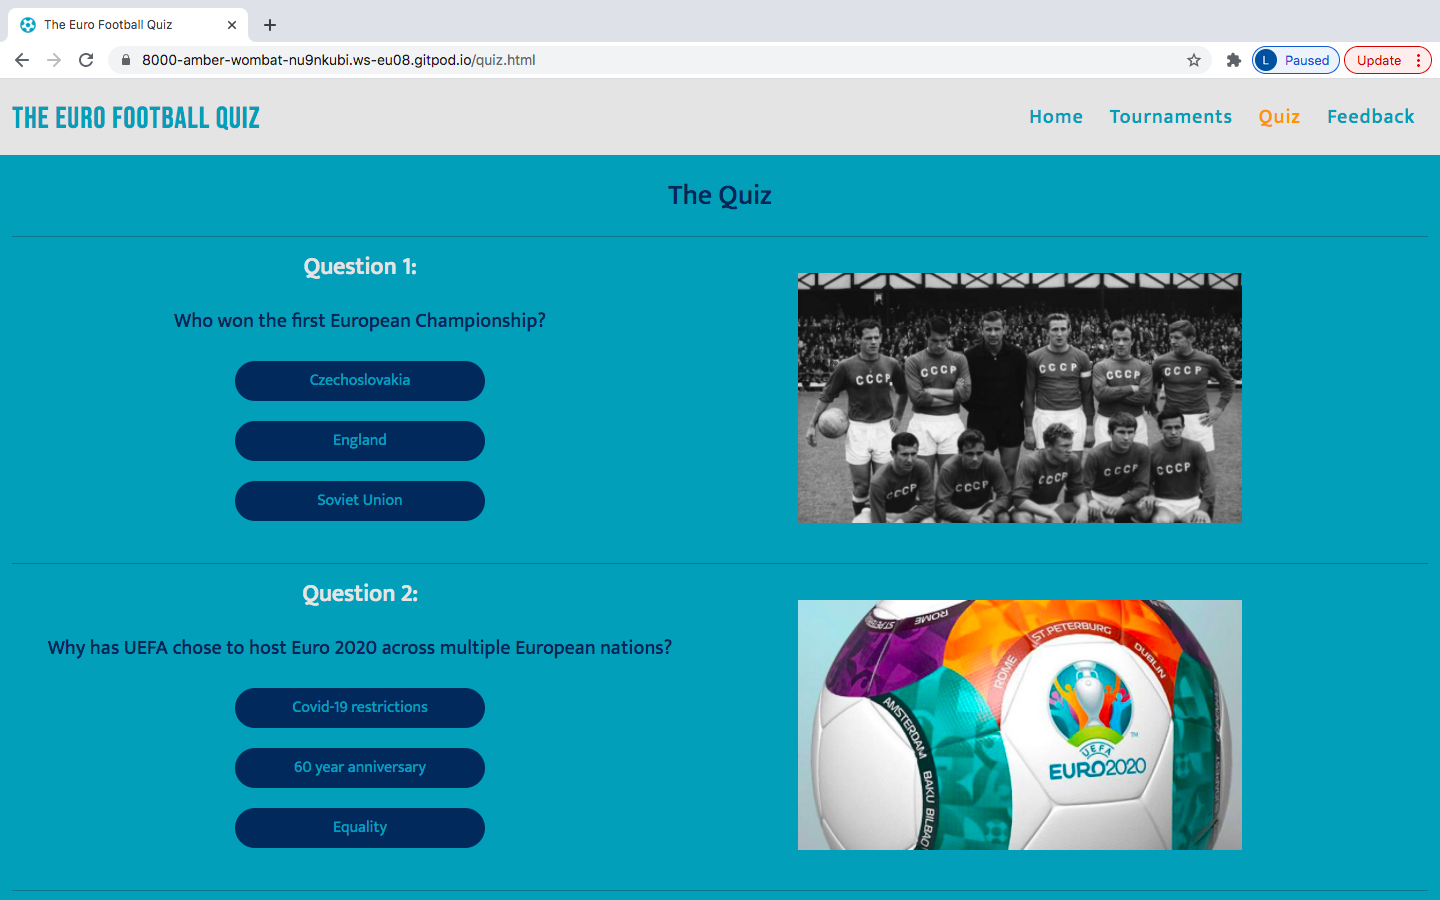 The Euro Football Quiz
8000-amber-wombat-nu9nkubi.ws-eu08.gitpod.io/quiz.html
L Paused
Update
THE EURO FOOTBALL QUIZ
Home Tournaments Quiz Feedback
The Quiz
Question 1:
Who won the first European Championship?
Czechoslovakia
England
Soviet Union
CCCP
CCCP
CCCP
CCCP
CCCP
CCCP
CCCP
CCCP
CCCP
CCCP
Question 2:
Why has UEFA chose to host Euro 2020 across multiple European nations?
Covid-19 restrictions
60 year anniversary
Equality
ROME
ROME
ST.PETERBURG
DUBLIN
AMSTERDAM
BAKU
BILBAO
UEFA
EURO2020
TM